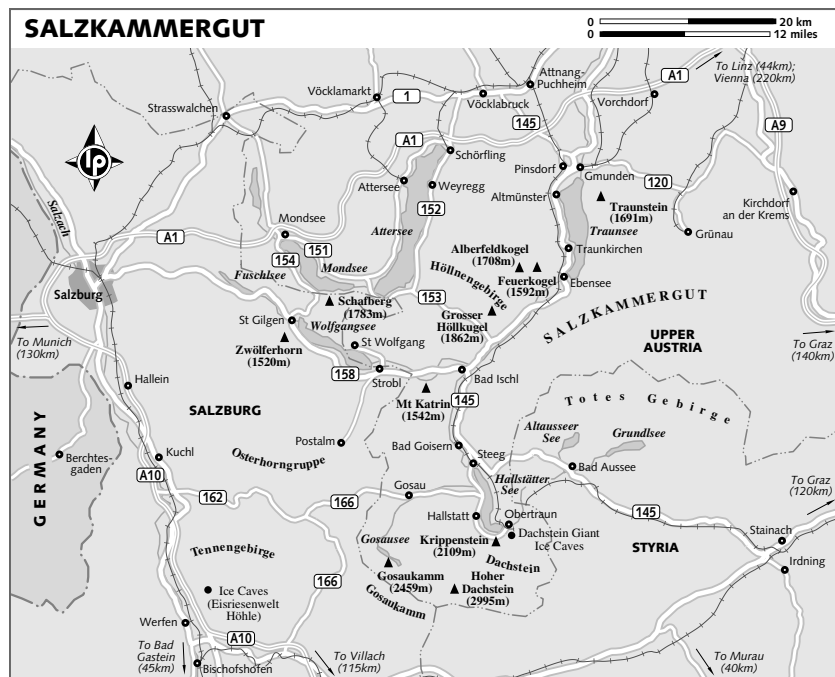 SALZKAMMERGUT
0 20 km
0 12 miles
To Linz (44km);
Vienna (220km)
Attnang-
Puchheim
Vöcklamarkt
1
Vöcklabruck
A1
Vorchdorf
Strasswalchen
145
A9
lp
A1
Schörfling
Pinsdorf
Gmunden
Attersee
Weyregg
120
Altmünster
Kirchdorf
an der Krems
Traunstein
(1691m)
Salzach
152
Mondsee
Attersee
Traunsee
Grünau
A1
151
Alberfeldkogel
(1708m)
Traunkirchen
154
Mondsee
Fuschlsee
Höllnengebirge
Feuerkogel
(1592m)
Ebensee
Salzburg
Schafberg
(1783m)
153
SALZKAMMERGUT
St Gilgen
Wolfgangsee
Grosser
Höllkugel
(1862m)
UPPER
AUSTRIA
To Munich
(130km)
Zwölferhorn
(1520m)
St Wolfgang
To Graz
(140km)
158
Strobl
Bad Ischl
Hallein
Mt Katrin
(1542m)
145
Totes Gebirge
SALZBURG
GERMANY
Altausseer
See
Grundlsee
Postalm
Bad Goisern
Berchtes-
gaden
Kuchl
Osterhorngruppe
Steeg
Bad Aussee
A10
Hallstätter
See
To Graz
(120km)
162
166
Gosau
145
Hallstatt
Obertraun
Stainach
Gosausee
Krippenstein
(2109m)
Dachstein Giant
Ice Caves
STYRIA
Tennengebirge
Dachstein
Irdning
166
Gosaukamm
(2459m)
Hoher
Dachstein
(2995m)
Ice Caves
(Eisriesenwelt
Höhle)
Gosaukamm
Werfen
A10
To Bad
Gastein
(45km)
Bischofshofen
To Villach
(115km)
To Murau
(40km)